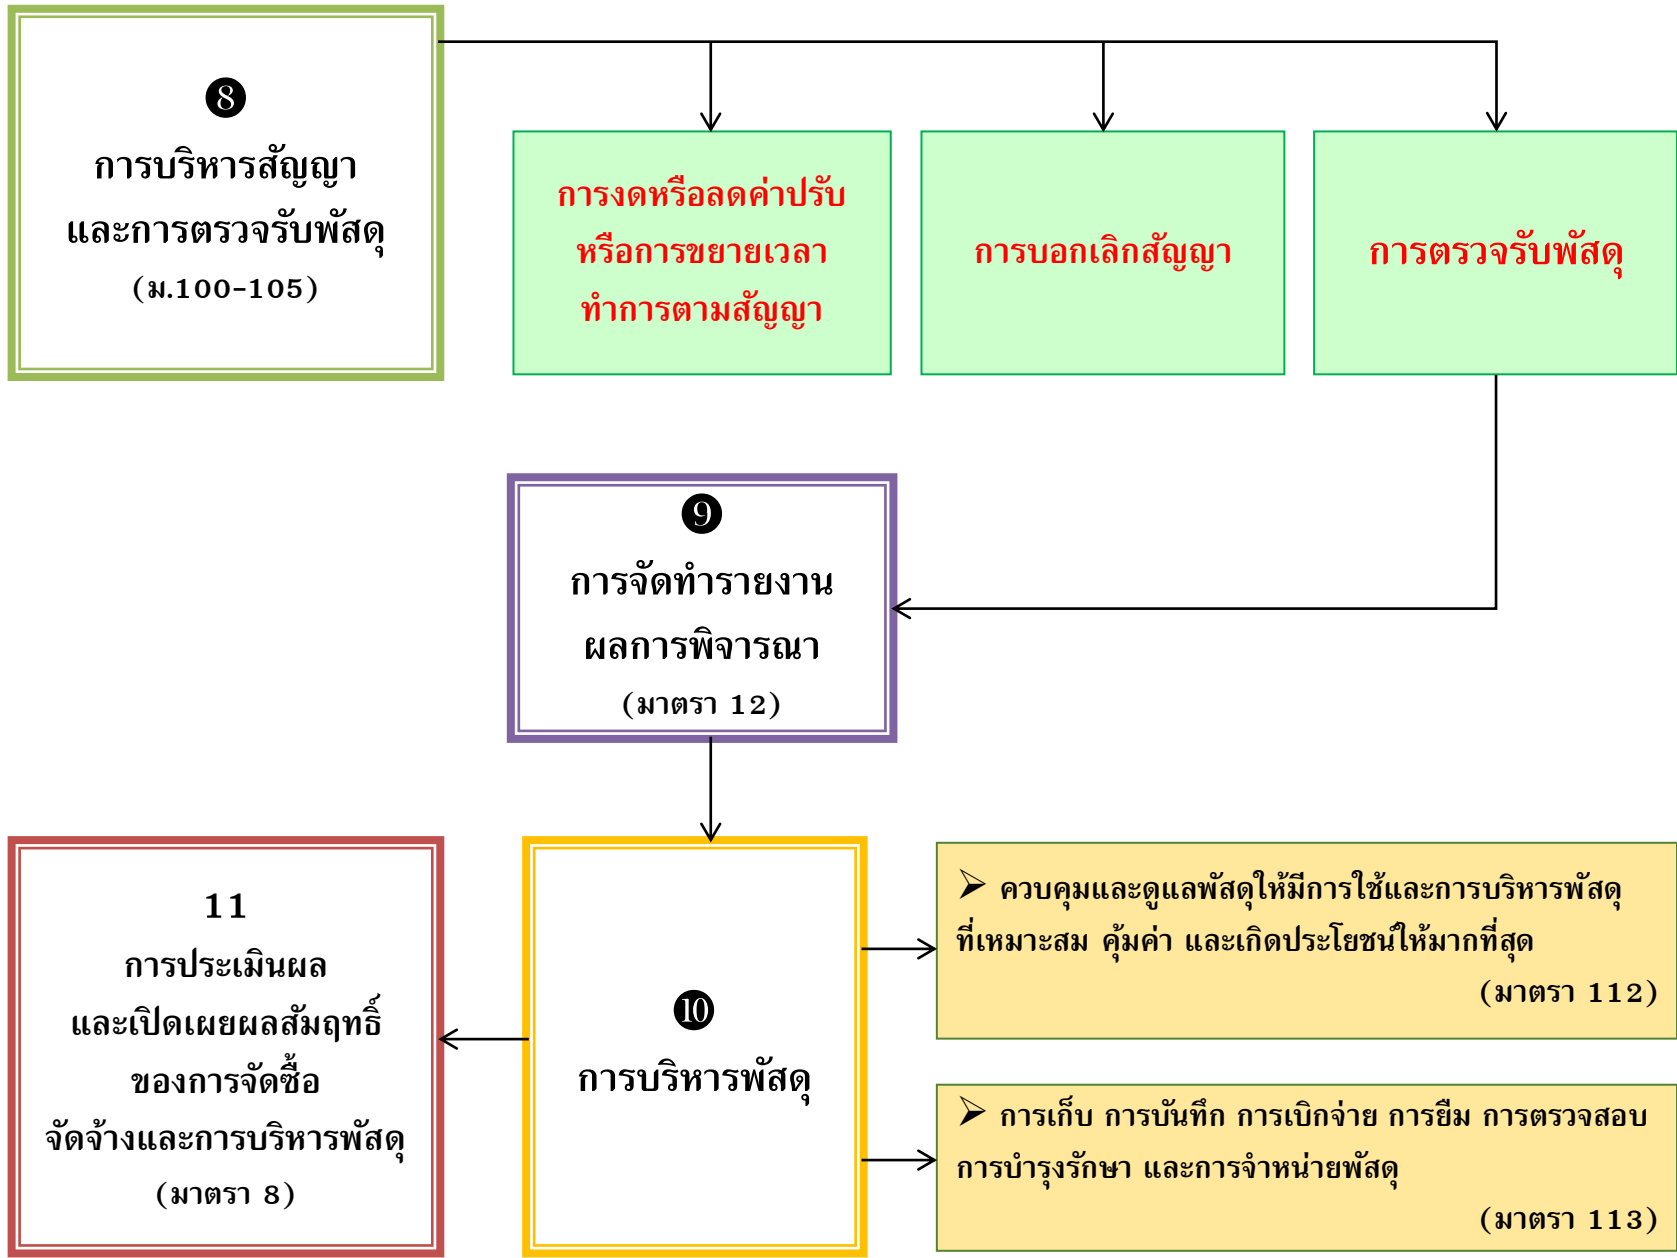 ❽
การบริหารสัญญา
และการตรวจรับพัสดุ
(ม.100-105)
การงดหรือลดค่าปรับ
หรือการขยายเวลา
ทำการตามสัญญา
การบอกเลิกสัญญา
การตรวจรับพัสดุ
❾
การจัดทำรายงาน
ผลการพิจารณา
(มาตรา 12)
11
การประเมินผล
และเปิดเผยผลสัมฤทธิ์
ของการจัดซื้อ
จัดจ้างและการบริหารพัสดุ
(มาตรา 8)
❿
การบริหารพัสดุ
➢ ควบคุมและดูแลพัสดุให้มีการใช้และการบริหารพัสดุ
ที่เหมาะสม คุ้มค่า และเกิดประโยชน์ให้มากที่สุด
(มาตรา 112)
➢ การเก็บ การบันทึก การเบิกจ่าย การยืม การตรวจสอบ
การบำรุงรักษา และการจำหน่ายพัสดุ
(มาตรา 113)